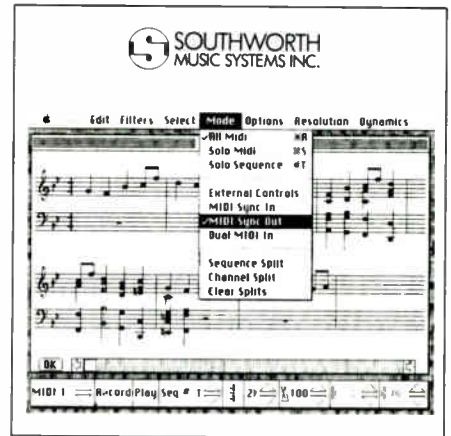 SOUTHWORTH
MUSIC SYSTEMS INC.
Edit Filters Select Mode Options Resolution Dynamics
✓All Midi ⌘A
Solo Midi ⌘S
Solo Sequence ⌘T
External Controls
MIDI Sync In
✓MIDI Sync Out
Dual MIDI In
Sequence Split
Channel Split
Clear Splits
OK
MIDI 1 Record Play Seq # 1 100